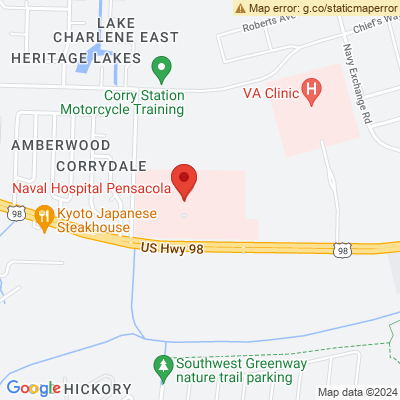 Map error: g.co/staticmaperror
Roberts Ave
Chief's Way
LAKE
CHARLENE EAST
HERITAGE LAKES
Navy Exchange Rd
Corry Station
Motorcycle Training
VA Clinic
H
AMBERWOOD
CORRYDALE
Naval Hospital Pensacola
98
Kyoto Japanese
Steakhouse
US Hwy 98
98
Southwest Greenway
nature trail parking
Google
HICKORY
Map data ©2024